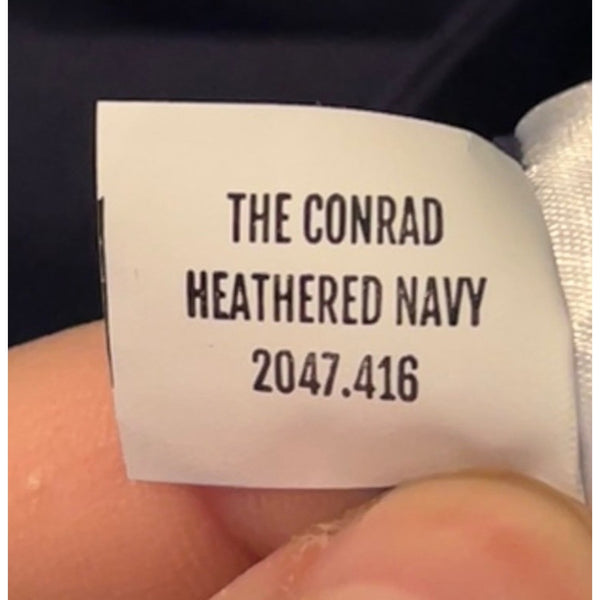 THE CONRAD
HEATHERED NAVY
2047.416